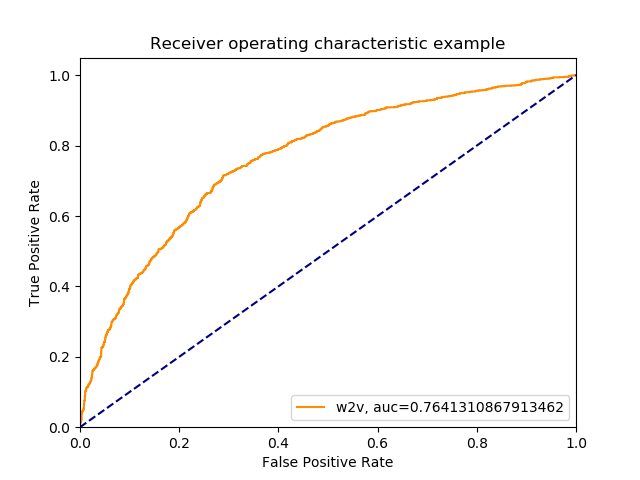 Receiver operating characteristic example
True Positive Rate
1.0
0.8
0.6
0.4
0.2
0.0
w2v, auc=0.7641310867913462
0.0 0.2 0.4 0.6 0.8 1.0
False Positive Rate